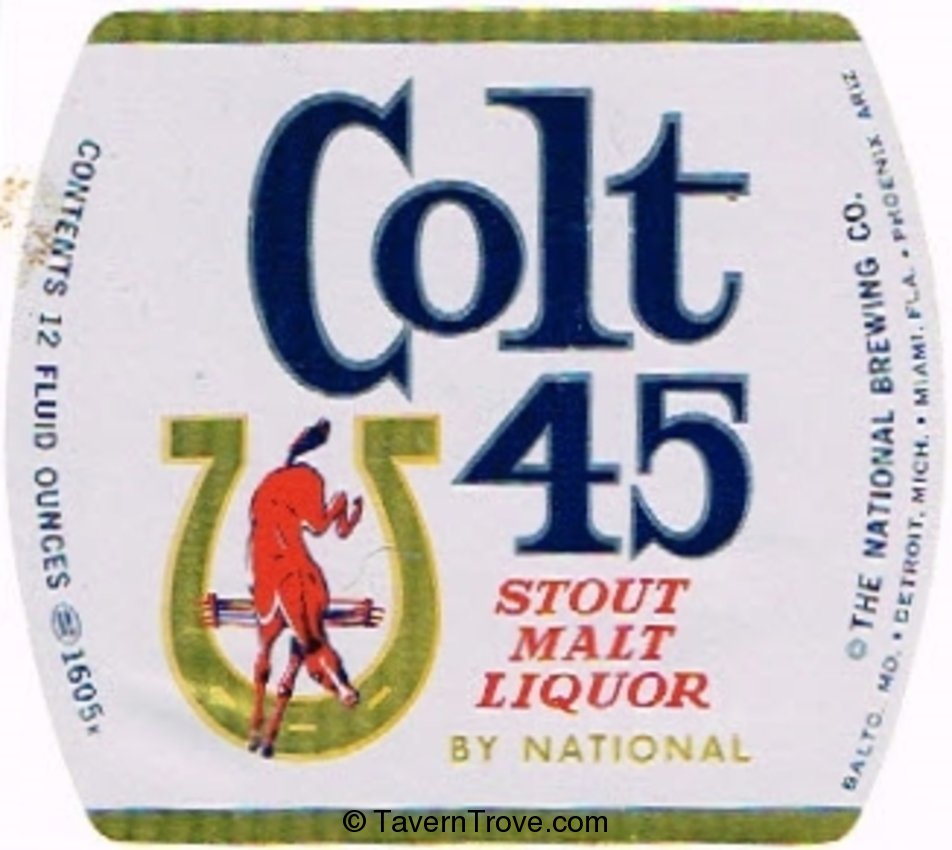 Colt
45
STOUT
MALT
LIQUOR
BY NATIONAL
CONTENTS 12 FLUID OUNCES 1605K
© THE NATIONAL BREWING CO.
BALTO. MD. • DETROIT, MICH. • MIAMI, FLA. • PHOENIX ARIZ
© TavernTrove.com